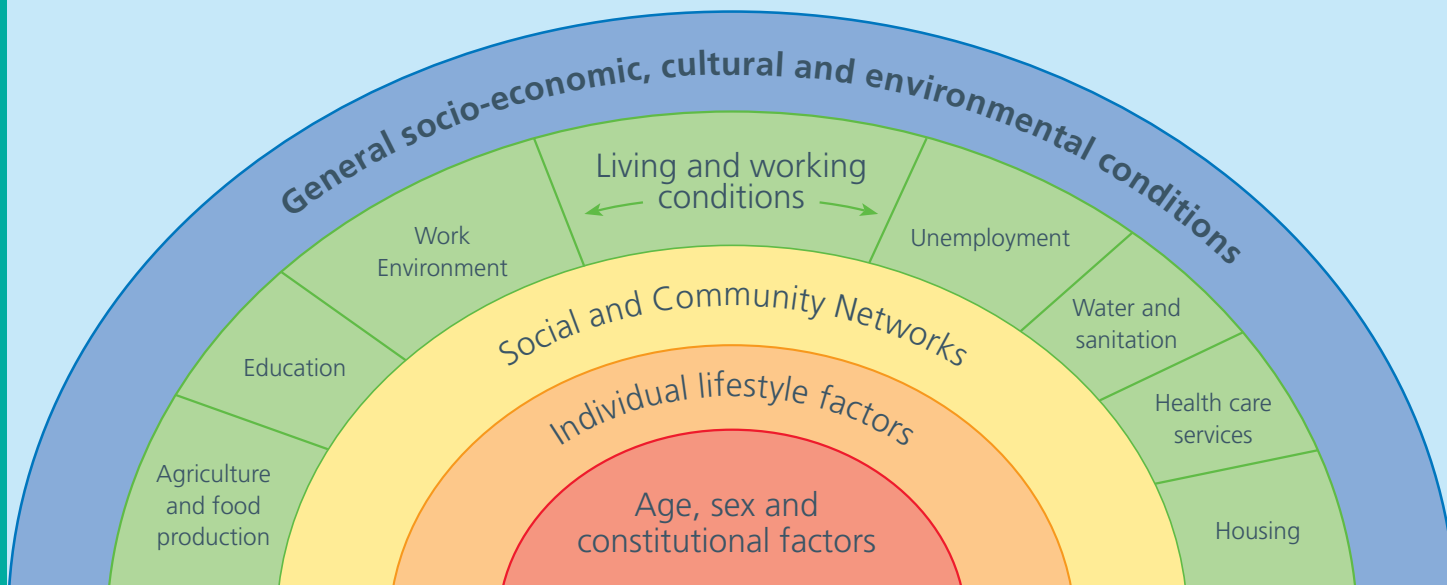 General socio-economic, cultural and environmental conditions
Living and working
conditions
Agriculture
and food
production
Education
Work
Environment
Unemployment
Water and
sanitation
Health care
services
Housing
Social and Community Networks
Individual lifestyle factors
Age, sex and
constitutional factors